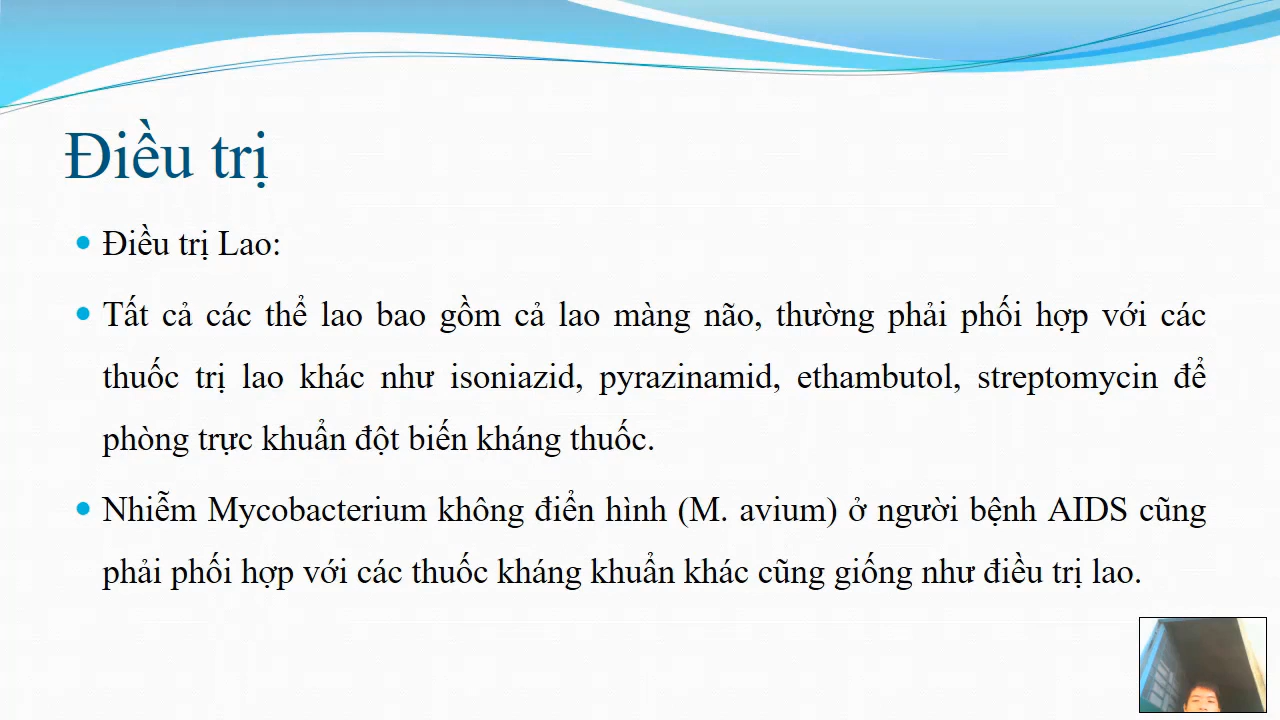 Điều trị
Điều trị Lao:
Tất cả các thể lao bao gồm cả lao màng não, thường phải phối hợp với các
thuốc trị lao khác như isoniazid, pyrazinamid, ethambutol, streptomycin để
phòng trực khuẩn đột biến kháng thuốc.
Nhiễm Mycobacterium không điển hình (M. avium) ở người bệnh AIDS cũng
phải phối hợp với các thuốc kháng khuẩn khác cũng giống như điều trị lao.